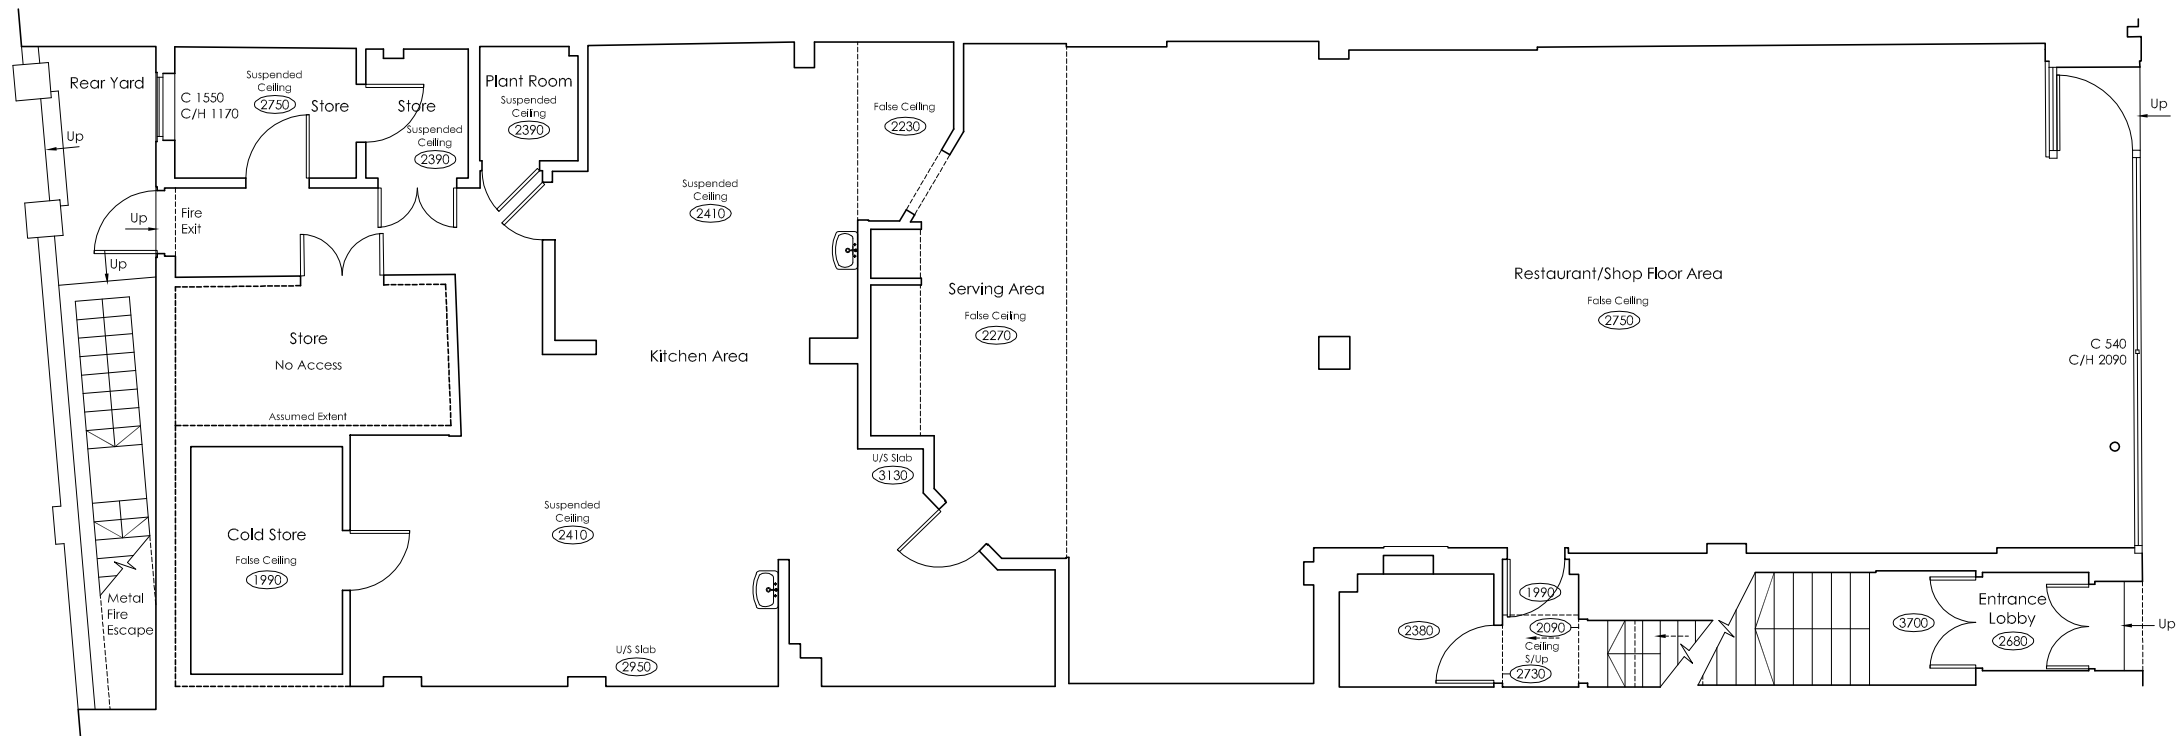 Rear Yard
Up
C 1550
C/H 1170
Suspended
Ceiling
2750
Store
Store
Suspended
Ceiling
2390
Plant Room
Suspended
Ceiling
2390
False Ceiling
2230
Up
Suspended
Ceiling
2410
Up
Fire
Exit
Up
Store
No Access
Assumed Extent
Kitchen Area
Serving Area
False Ceiling
2270
Restaurant/Shop Floor Area
False Ceiling
2750
C 540
C/H 2090
U/S Slab
3130
Suspended
Ceiling
2410
Cold Store
False Ceiling
1990
Metal
Fire
Escape
U/S Slab
2950
2380
1990
2090
Ceiling
S/Up
2730
3700
Entrance
Lobby
2680
Up